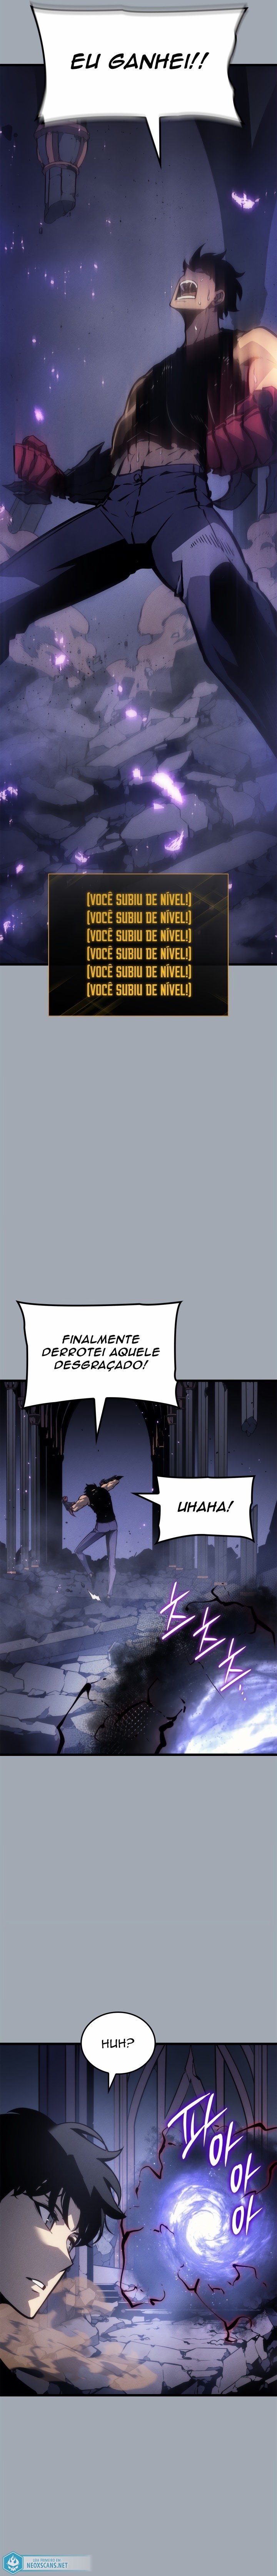 EU GANHEI!!
(VOCÊ SUBIU DE NÍVEL!)
(VOCÊ SUBIU DE NÍVEL!)
(VOCÊ SUBIU DE NÍVEL!)
(VOCÊ SUBIU DE NÍVEL!)
(VOCÊ SUBIU DE NÍVEL!)
(VOCÊ SUBIU DE NÍVEL!)
FINALMENTE
DERROTEI AQUELE
DESGRAÇADO!
UHAHA!
HUH?
파
아
아
아
NEOXSCANS.NET